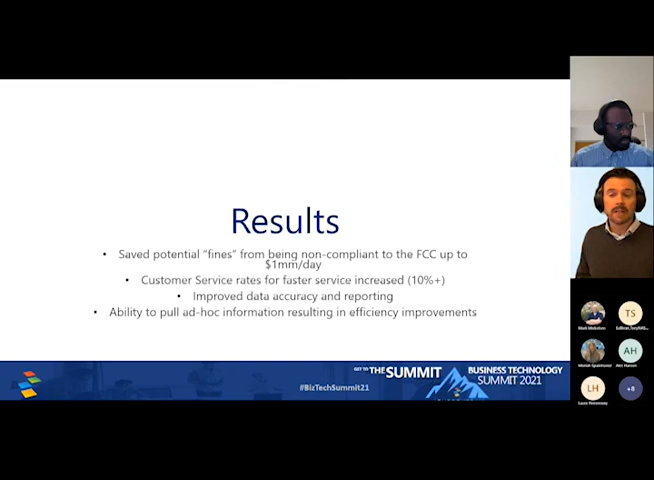 Results
• Saved potential “fines” from being non-compliant to the FCC up to
$1mm/day
• Customer Service rates for faster service increased (10%+)
• Improved data accuracy and reporting
• Ability to pull ad-hoc information resulting in efficiency improvements
GET TO THE SUMMIT
BUSINESS TECHNOLOGY
SUMMIT 2021
#BizTechSummit21
TS
AH
LH
+8